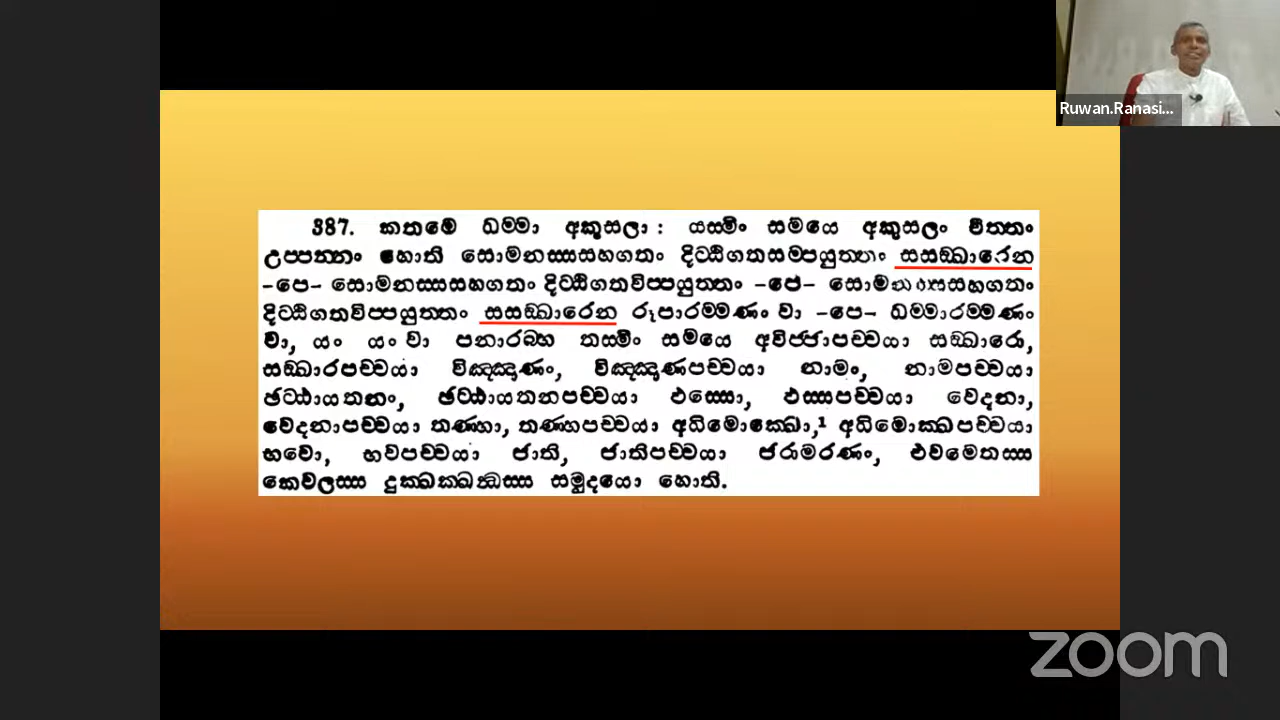 Ruwan.Ranasi...
387. කතමෙ ධම්මා අකුසලා : යස්මිං සමයෙ අකුසලං චිත්තං
උප්පන්නං හොති සොමනස්සසහගතං දිට්ඨිගතසම්පයුත්තං සසඞ්ඛාරෙන
-පෙ- සොමනස්සසහගතං දිට්ඨිගතවිප්පයුත්තං -පේ- සොමනස්සසහගතං
දිට්ඨිගතවිප්පයුත්තං සසඞ්ඛාරෙන රූපාරම්මණං වා -පෙ- ධම්මාරම්මණං
වා, යං යං වා පනාරබ්භ තස්මිං සමයෙ අවිජ්ජාපච්චයා සඞ්ඛාරො,
සඞ්ඛාරපච්චයා විඤ්ඤාණං, විඤ්ඤාණපච්චයා නාමං, නාමපච්චයා
ඡට්ඨායතනං, ඡට්ඨායතනපච්චයා ඵස්සො, ඵස්සපච්චයා වේදනා,
වේදනාපච්චයා තණ්හා, තණ්හපච්චයා අධිමොක්ඛො,¹ අධිමොක්ඛපච්චයා
භවො, භවපච්චයා ජාති, ජාතිපච්චයා ජරාමරණං, එවමෙතස්ස
කෙවලස්ස දුක්ඛක්ඛන්ධස්ස සමුදයො හොති.
zoom